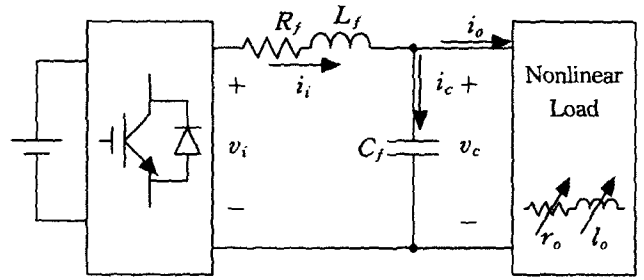 R_f L_f
i_o
+ i_i i_c +
Nonlinear
Load
v_i C_f v_c
− −
r_o l_o